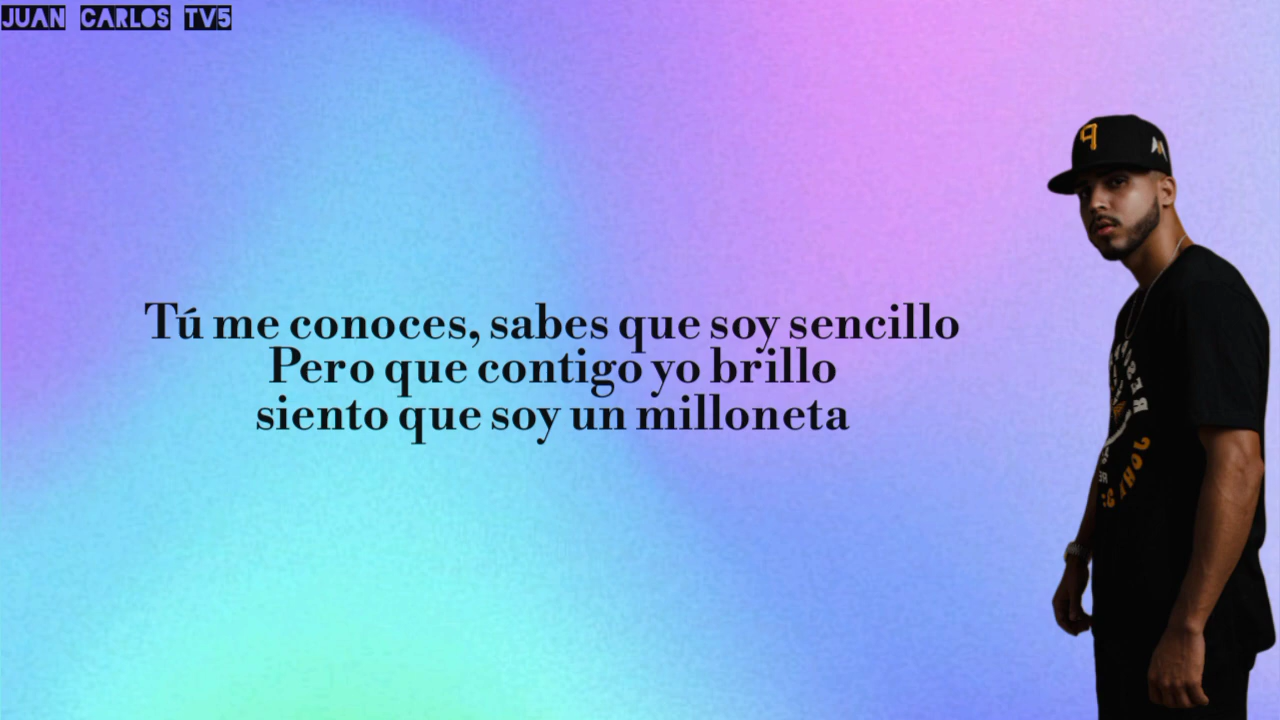 JUAN CARLOS TV5
Tú me conoces, sabes que soy sencillo
Pero que contigo yo brillo
siento que soy un milloneta